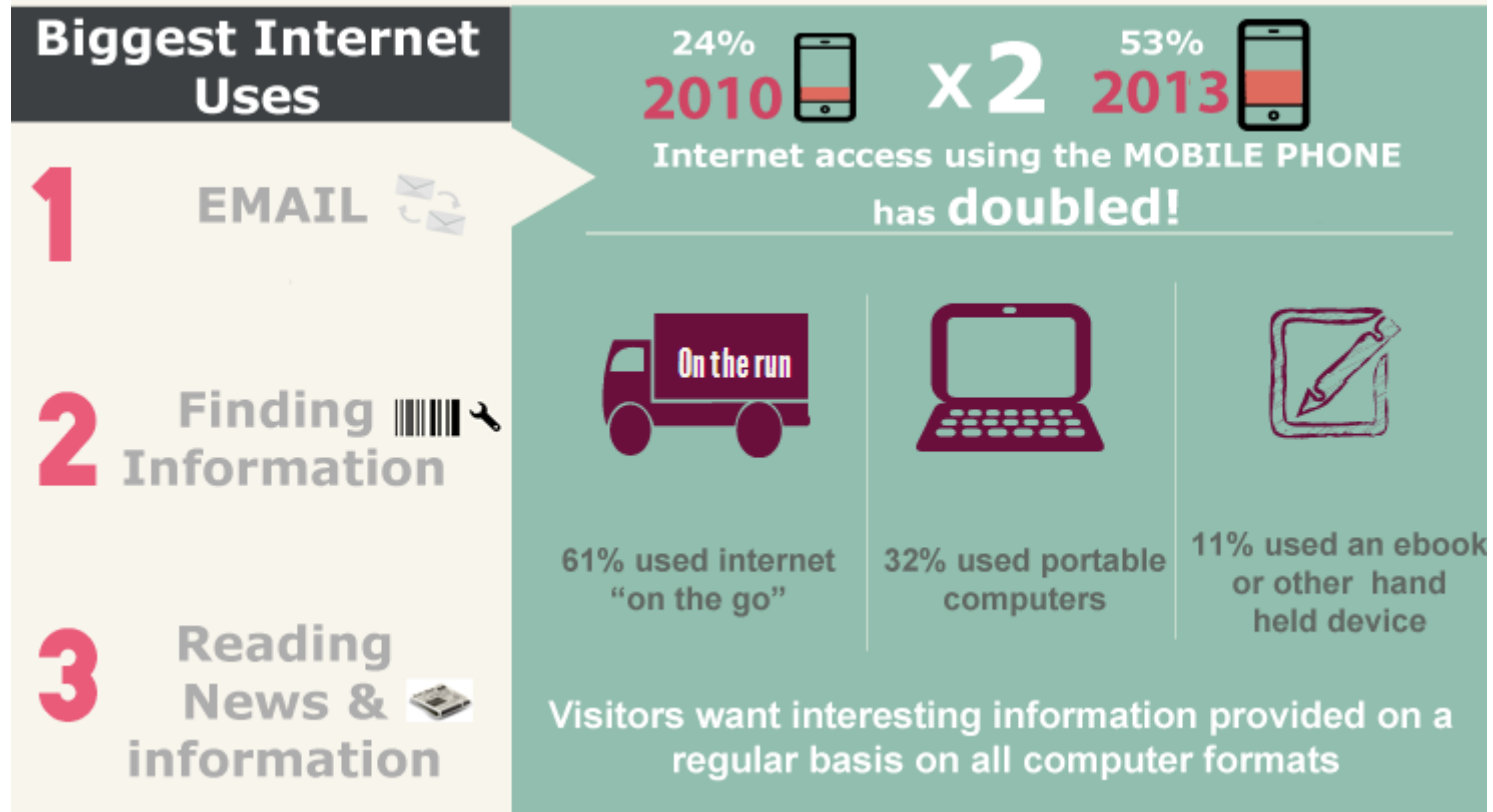 Biggest Internet
Uses
1
EMAIL
2
Finding
Information
3
Reading
News &
information
24%
2010
x2
53%
2013
Internet access using the MOBILE PHONE
has doubled!
On the run
61% used internet
“on the go”
32% used portable
computers
11% used an ebook
or other hand
held device
Visitors want interesting information provided on a
regular basis on all computer formats